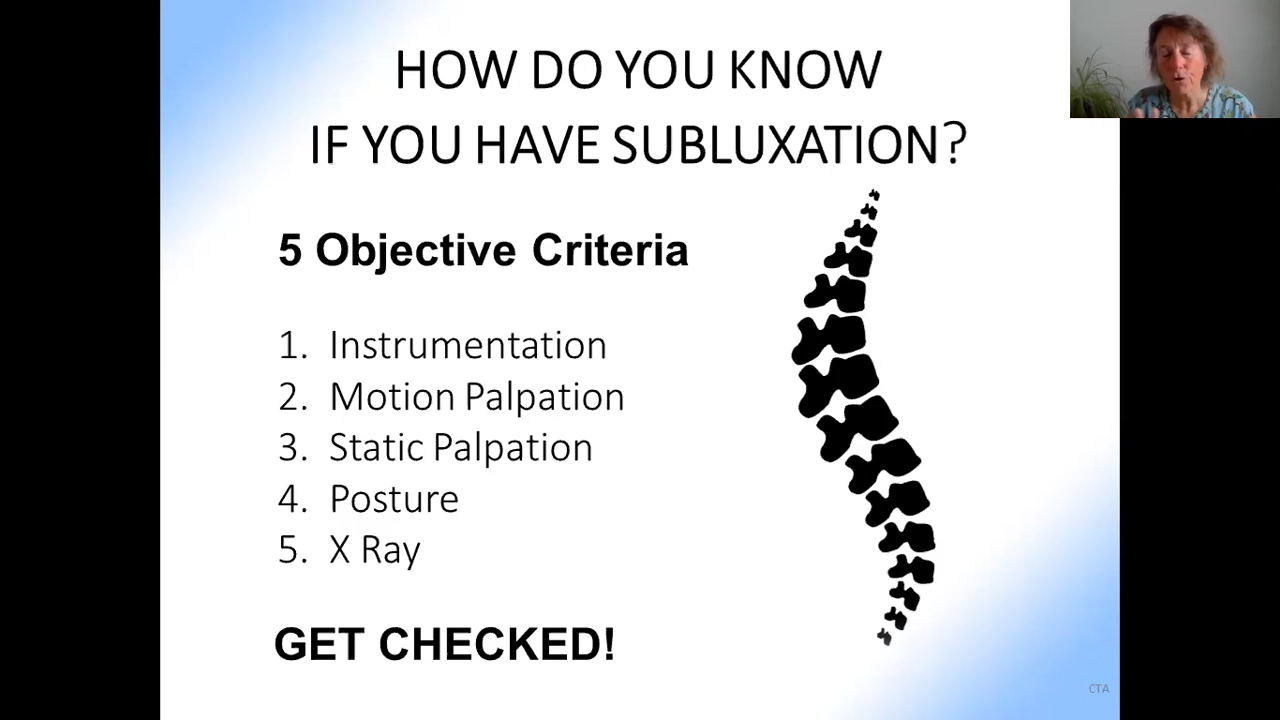 HOW DO YOU KNOW
IF YOU HAVE SUBLUXATION?
5 Objective Criteria
1. Instrumentation
2. Motion Palpation
3. Static Palpation
4. Posture
5. X Ray
GET CHECKED!
CTA